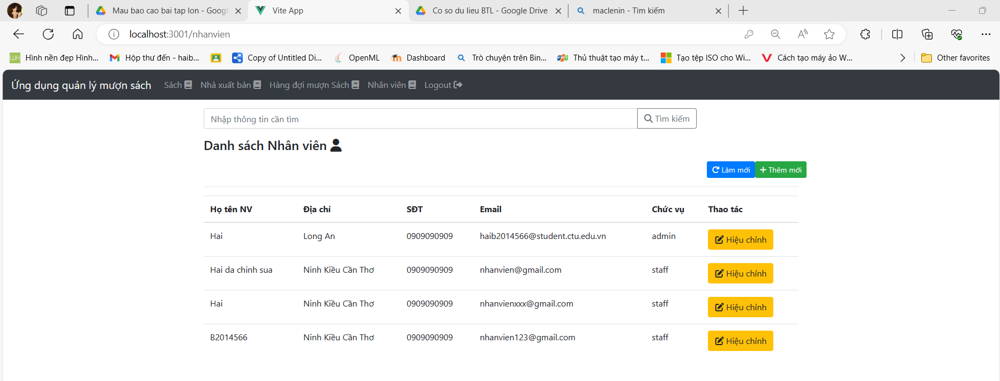 Mau bao cao bai tap lon - Google
Vite App
Co so du lieu BTL - Google Drive
maclenin - Tìm kiếm
localhost:3001/nhanvien
Hình nền đẹp Hình...
Hộp thư đến - haib...
Copy of Untitled Di...
OpenML
Dashboard
Trò chuyện trên Bin...
Thủ thuật tạo máy t...
Tạo tệp ISO cho Wi...
Cách tạo máy ảo W...
Other favorites
Ứng dụng quản lý mượn sách
Sách
Nhà xuất bản
Hàng đợi mượn Sách
Nhân viên
Logout
Nhập thông tin cần tìm
Tìm kiếm
Danh sách Nhân viên
Làm mới
Thêm mới
Họ tên NV Địa chỉ SĐT Email Chức vụ Thao tác
Hai Long An 0909090909 haib2014566@student.ctu.edu.vn admin Hiệu chỉnh
Hai da chinh sua Ninh Kiều Cần Thơ 0909090909 nhanvien@gmail.com staff Hiệu chỉnh
Hai Ninh Kiều Cần Thơ 0909090909 nhanvienxxx@gmail.com staff Hiệu chỉnh
B2014566 Ninh Kiều Cần Thơ 0909090909 nhanvien123@gmail.com staff Hiệu chỉnh